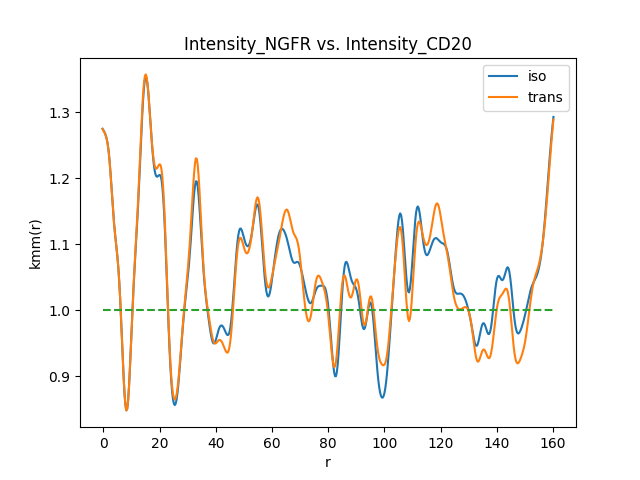 Intensity_NGFR vs. Intensity_CD20
iso
trans
1.3
1.2
1.1
1.0
0.9
kmm(r)
0 20 40 60 80 100 120 140 160
r